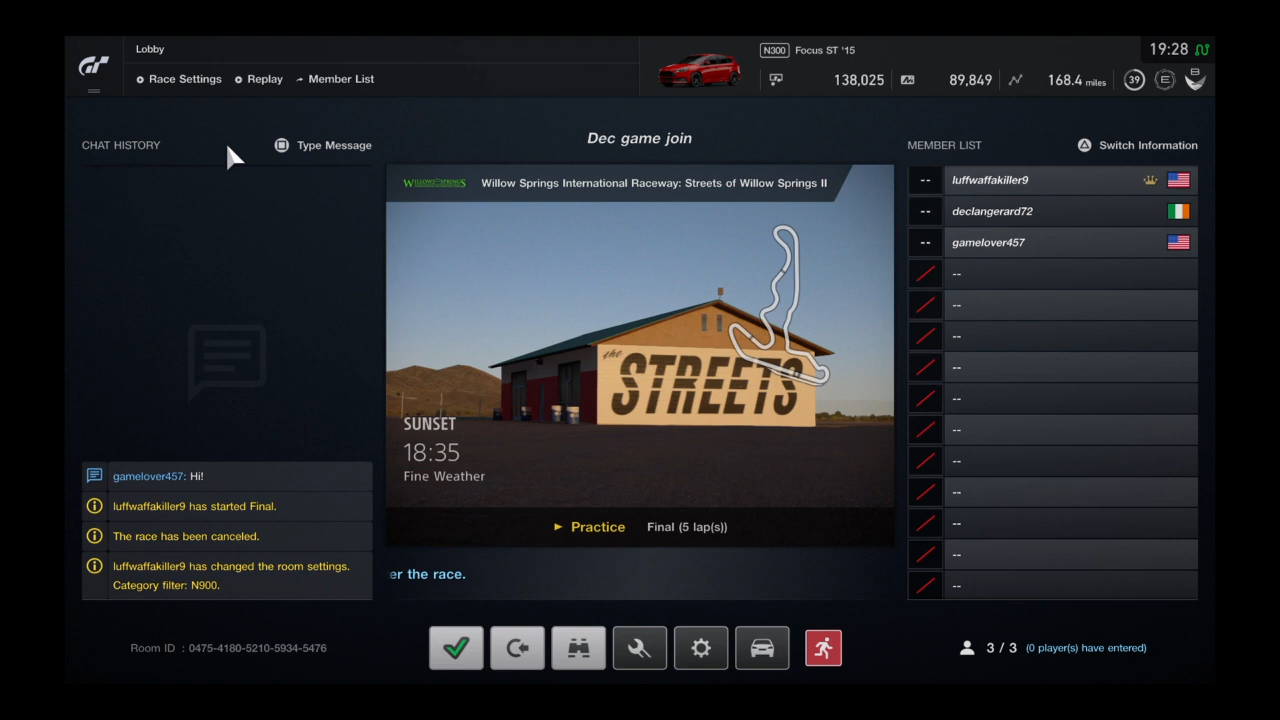 Lobby
Race Settings Replay Member List
N300 Focus ST '15
138,025 89,849 168.4 miles 39 E B
19:28
CHAT HISTORY
Type Message
gamelover457: Hi!
luffwaffakiller9 has started Final.
The race has been canceled.
luffwaffakiller9 has changed the room settings.
Category filter: N900.
Dec game join
WILLOW SPRINGS Willow Springs International Raceway: Streets of Willow Springs II
the
STREETS
SUNSET
18:35
Fine Weather
Practice Final (5 lap(s))
er the race.
MEMBER LIST
Switch Information
-- luffwaffakiller9
-- declangerard72
-- gamelover457
--
--
--
--
--
--
--
--
--
--
--
Room ID : 0475-4180-5210-5934-5476
3 / 3 (0 player(s) have entered)